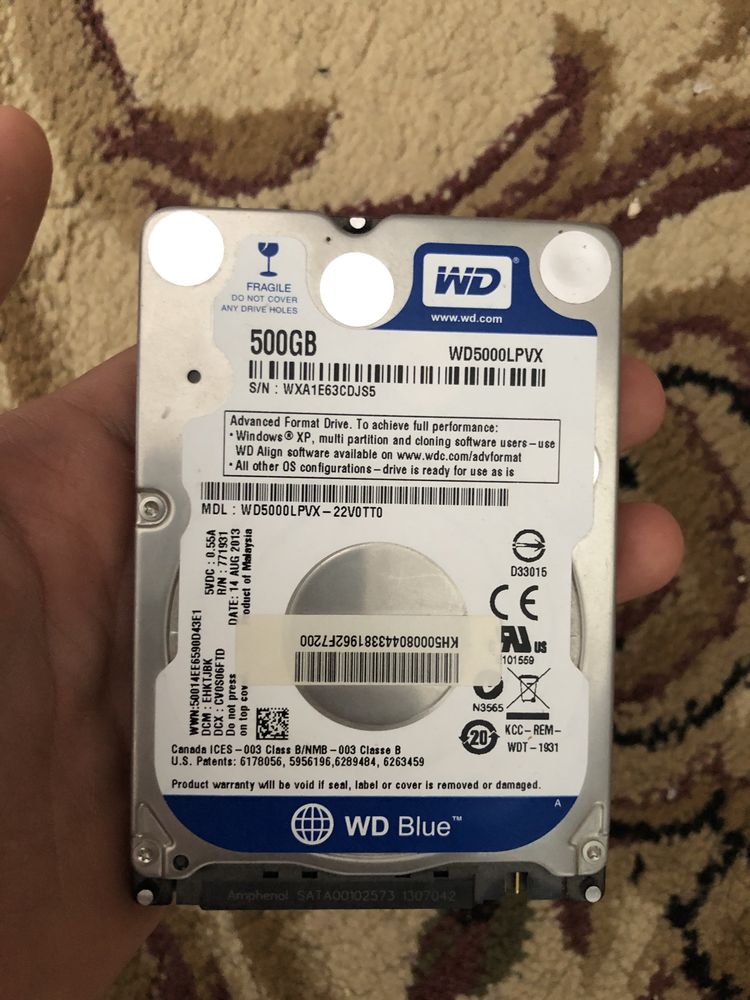 FRAGILE
DO NOT COVER
ANY DRIVE HOLES
WD®
www.wd.com
500GB
WD5000LPVX
S/N : WXA1E63CDJS5
Advanced Format Drive. To achieve full performance:
• Windows® XP, multi partition and cloning software users – use
WD Align software available on www.wdc.com/advformat
• All other OS configurations – drive is ready for use as is
MDL : WD5000LPVX – 22V0TT0
5VDC : 0.55A
R/N : 771931
DATE: 14 AUG 2013
oduct of Malaysia
WWN:50014EE6590D43E1
DCM : EHKTJBK
DCX : CV0S06FTD
Do not press
on top cov
KH500080443381962F7200
D33015
CE
US
101559
N3565
20
KCC – REM –
WDT – 1931
Canada ICES – 003 Class B/NMB – 003 Classe B
U.S. Patents: 6178056, 5956196,6289484, 6263459
Product warranty will be void if seal, label or cover is removed or damaged.
A
WD Blue™
Amphenol SATA00102573 1307042